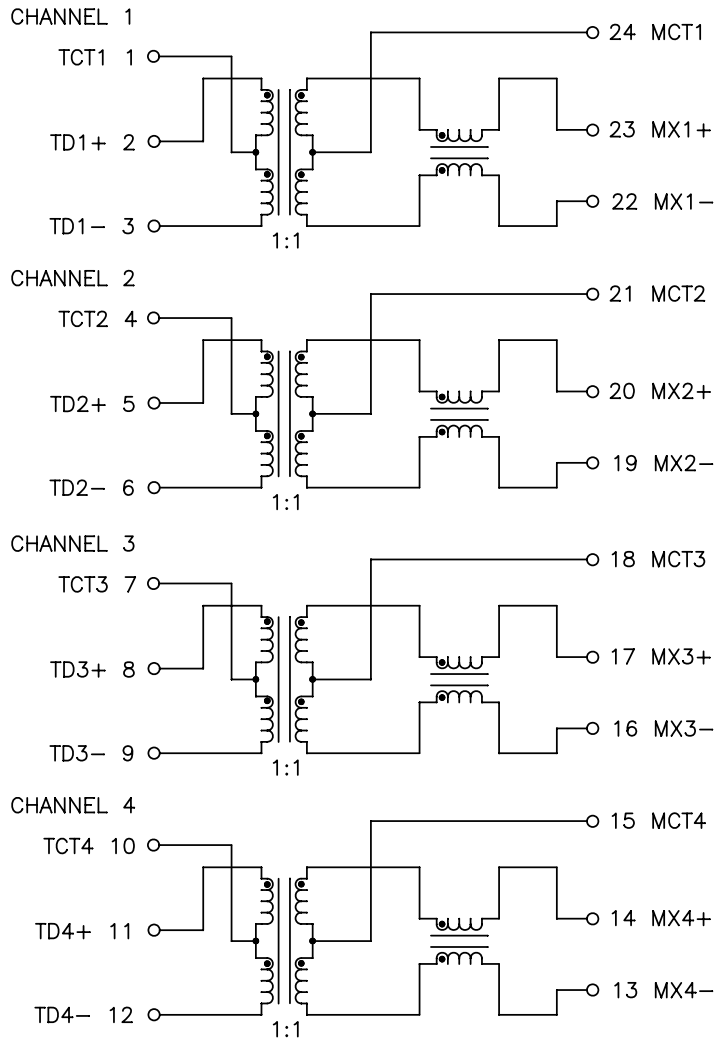 CHANNEL 1
TCT1 1
24 MCT1
TD1+ 2
23 MX1+
22 MX1−
TD1− 3
1:1
CHANNEL 2
TCT2 4
21 MCT2
TD2+ 5
20 MX2+
19 MX2−
TD2− 6
1:1
CHANNEL 3
TCT3 7
18 MCT3
TD3+ 8
17 MX3+
16 MX3−
TD3− 9
1:1
CHANNEL 4
TCT4 10
15 MCT4
TD4+ 11
14 MX4+
13 MX4−
TD4− 12
1:1